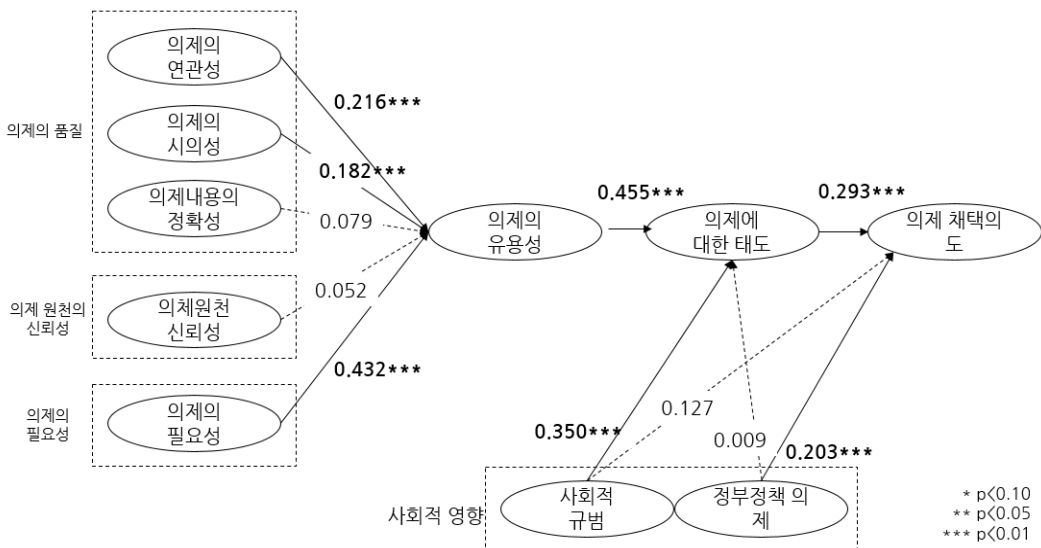 의제의
연관성
0.216***
의제의 품질
의제의
시의성
0.182***
의제내용의
정확성
0.079
0.455***
0.293***
의제의
유용성
의제에
대한 태도
의제 채택의
도
의제 원천의
신뢰성
의체원천
신뢰성
0.052
0.432***
의제의
필요성
의제의
필요성
0.127
0.350***
0.009
0.203***
사회적 영향
사회적
규범
정부정책 의
제
* p<0.10
** p<0.05
*** p<0.01